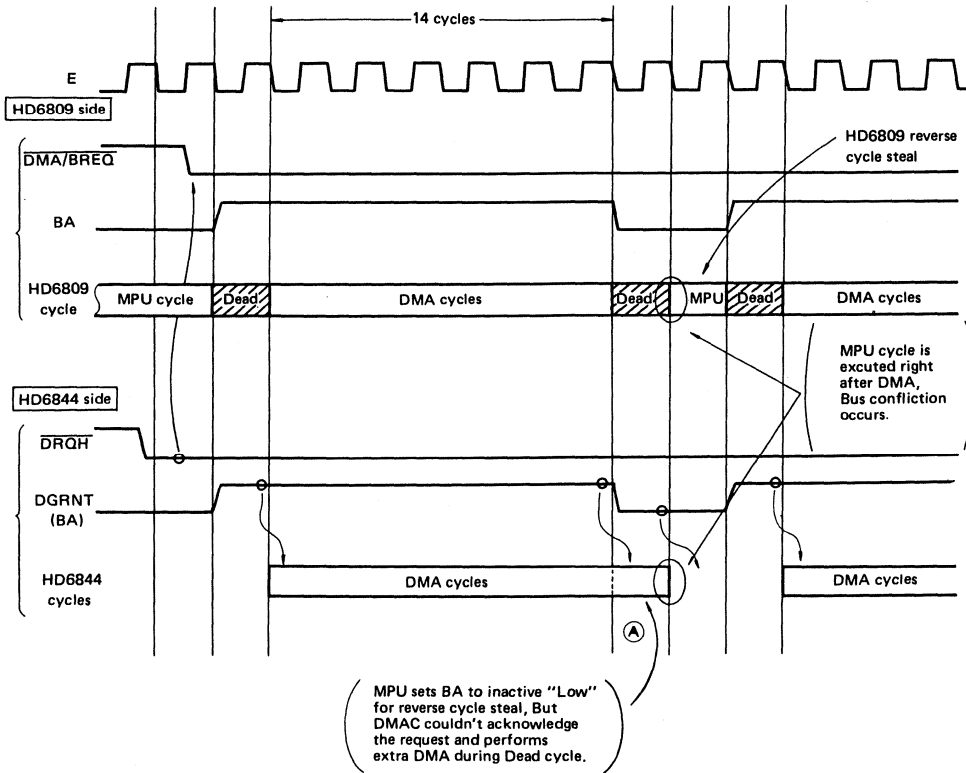 14 cycles
E
HD6809 side
DMA/BREQ
HD6809 reverse
cycle steal
BA
HD6809
cycle
MPU cycle
Dead
DMA cycles
Dead
MPU
Dead
DMA cycles
MPU cycle is
excuted right
after DMA,
Bus confliction
occurs.
HD6844 side
DRQH
DGRNT
(BA)
HD6844
cycles
DMA cycles
DMA cycles
A
MPU sets BA to inactive "Low"
for reverse cycle steal, But
DMAC couldn't acknowledge
the request and performs
extra DMA during Dead cycle.